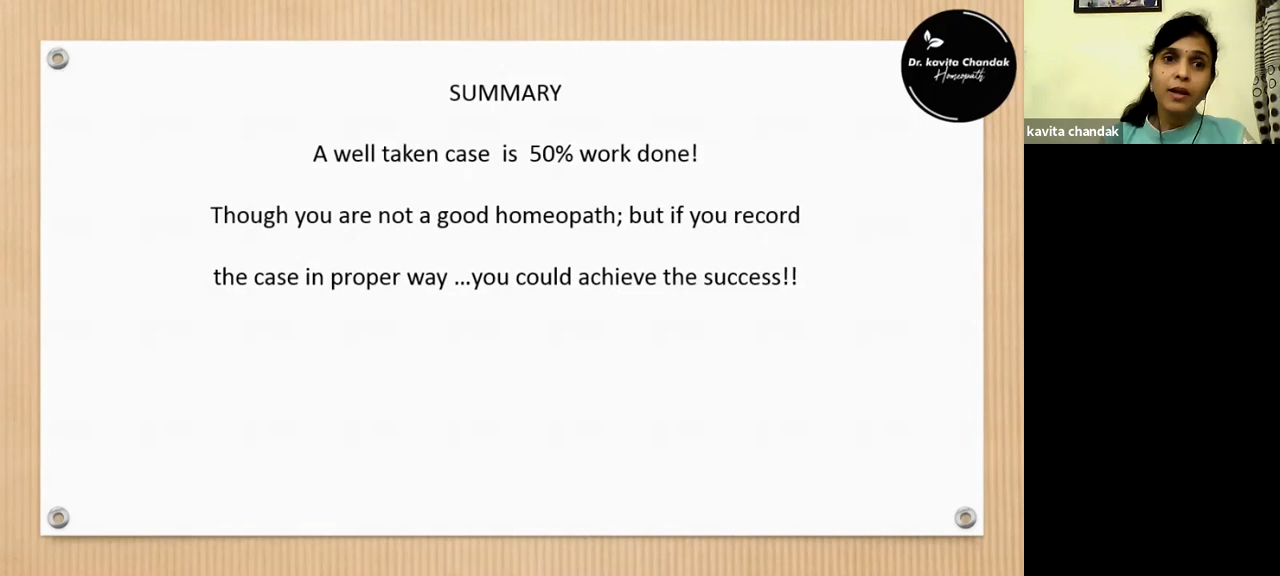 SUMMARY
A well taken case is 50% work done!
Though you are not a good homeopath; but if you record
the case in proper way ...you could achieve the success!!
Dr. kavita Chandak
Homeopath
kavita chandak